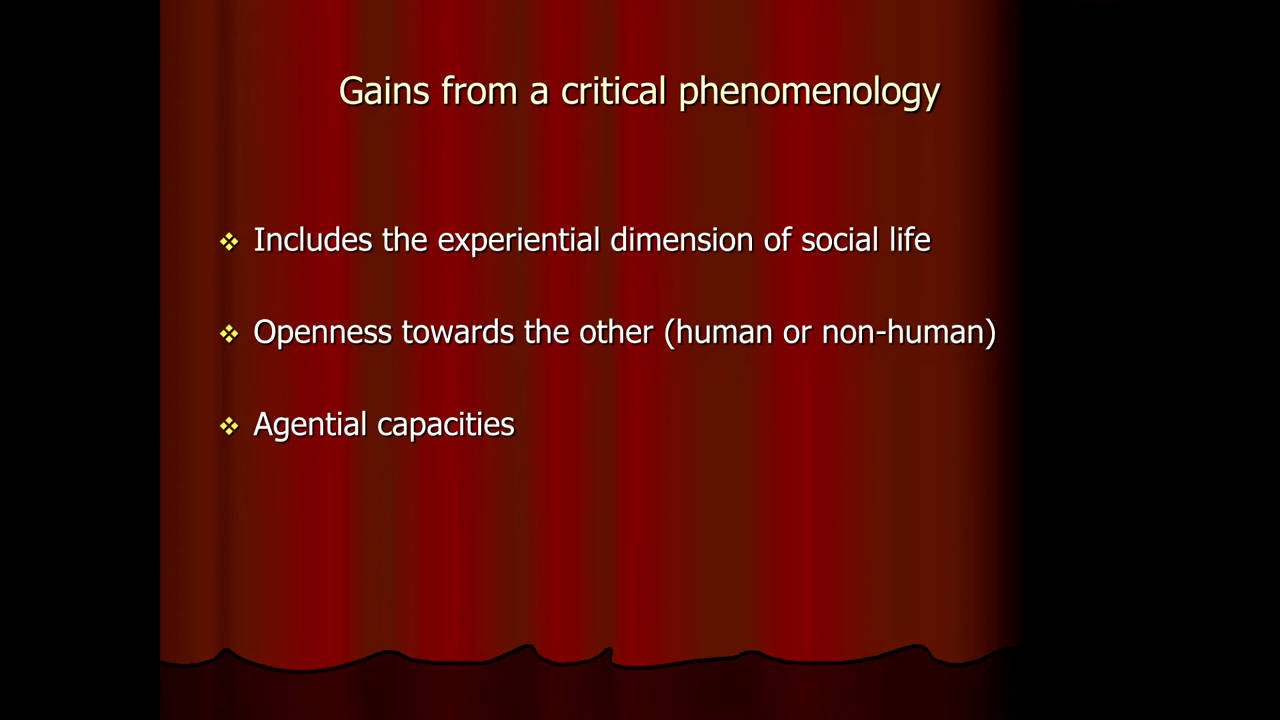 Gains from a critical phenomenology
❖ Includes the experiential dimension of social life
❖ Openness towards the other (human or non-human)
❖ Agential capacities